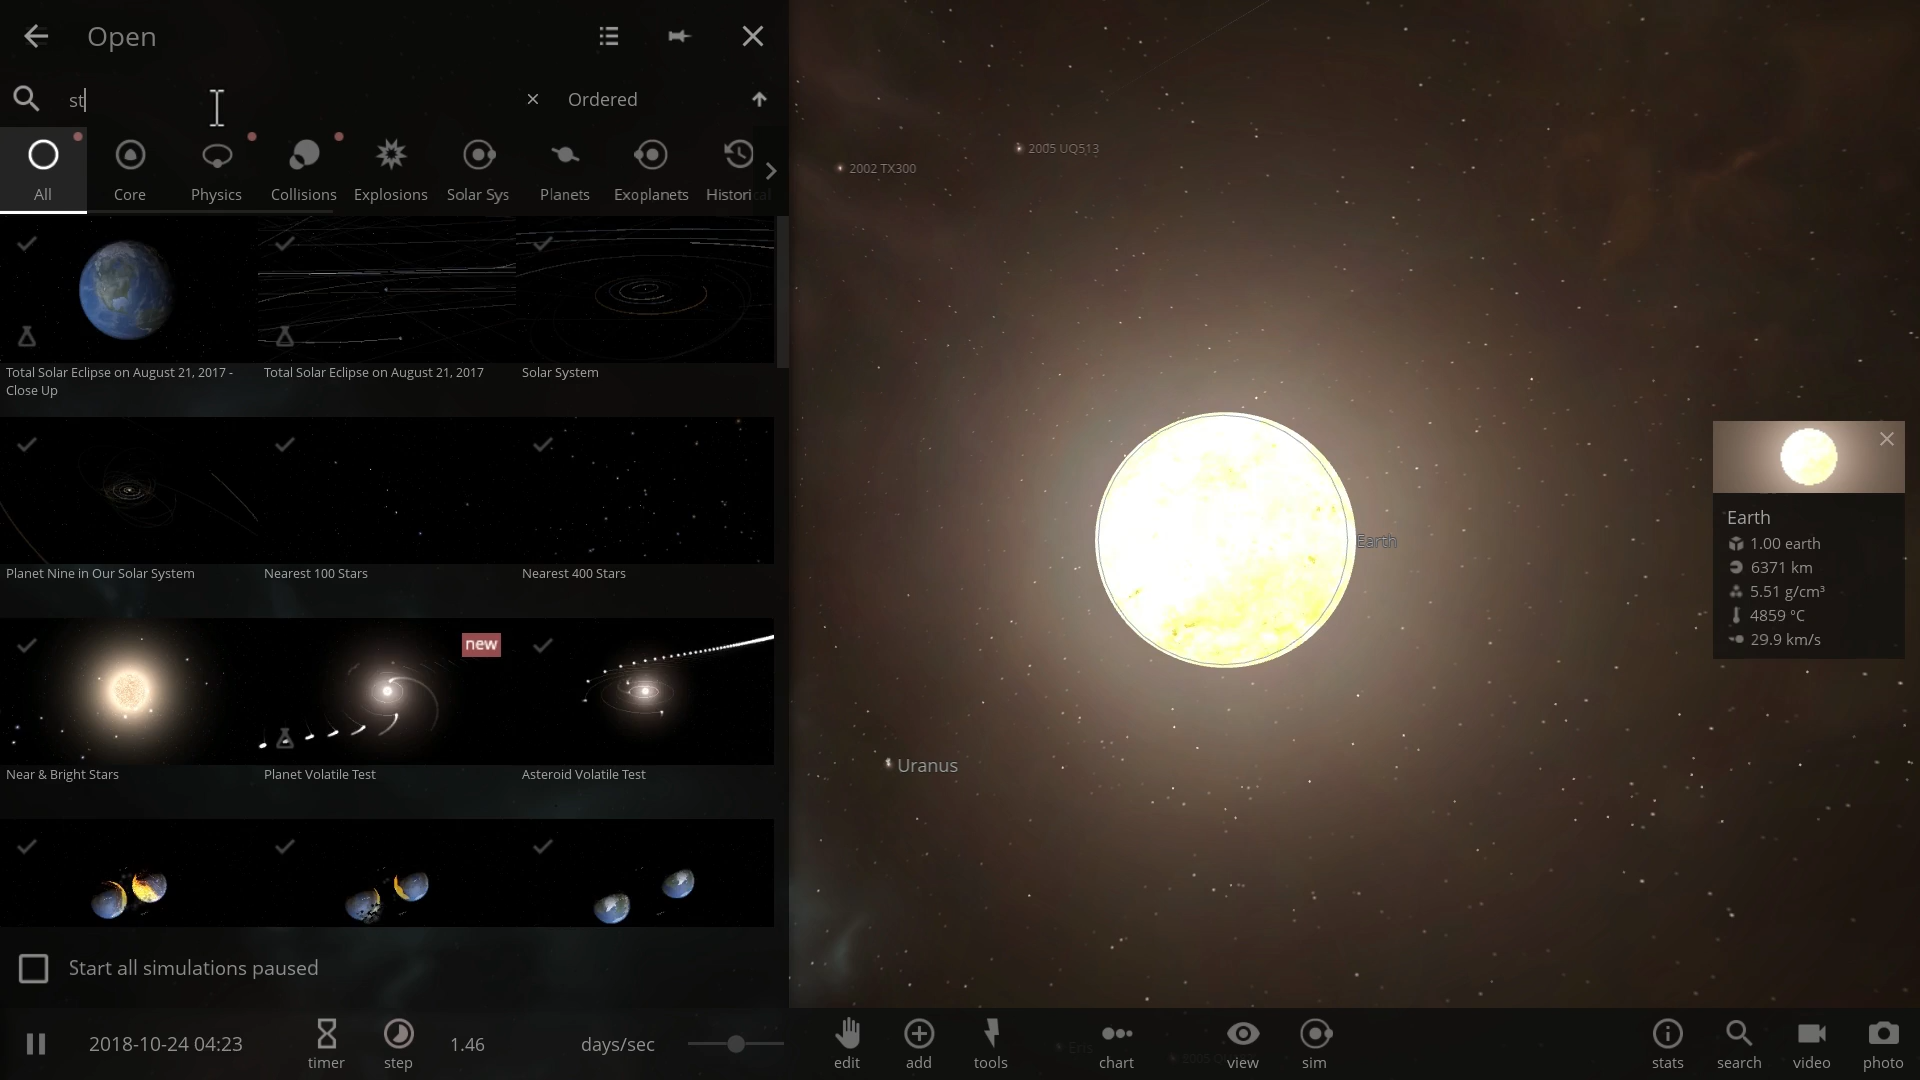 Open
st
Ordered
All
Core
Physics
Collisions
Explosions
Solar Sys
Planets
Exoplanets
Historical
Total Solar Eclipse on August 21, 2017 -
Close Up
Total Solar Eclipse on August 21, 2017
Solar System
Planet Nine in Our Solar System
Nearest 100 Stars
Nearest 400 Stars
new
Near & Bright Stars
Planet Volatile Test
Asteroid Volatile Test
Start all simulations paused
2005 UQ513
2002 TX300
Earth
Uranus
Earth
1.00 earth
6371 km
5.51 g/cm³
4859 °C
29.9 km/s
2018-10-24 04:23
timer
step
1.46
days/sec
edit
add
tools
Eris
chart
view
sim
stats
search
video
photo